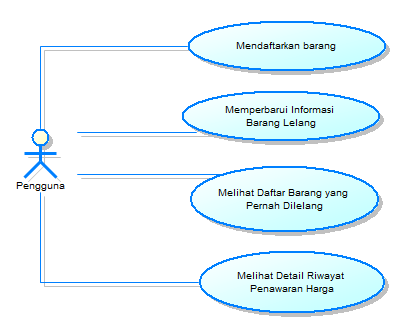 Mendaftarkan barang
Memperbarui Informasi
Barang Lelang
Pengguna
Melihat Daftar Barang yang
Pernah Dilelang
Melihat Detail Riwayat
Penawaran Harga